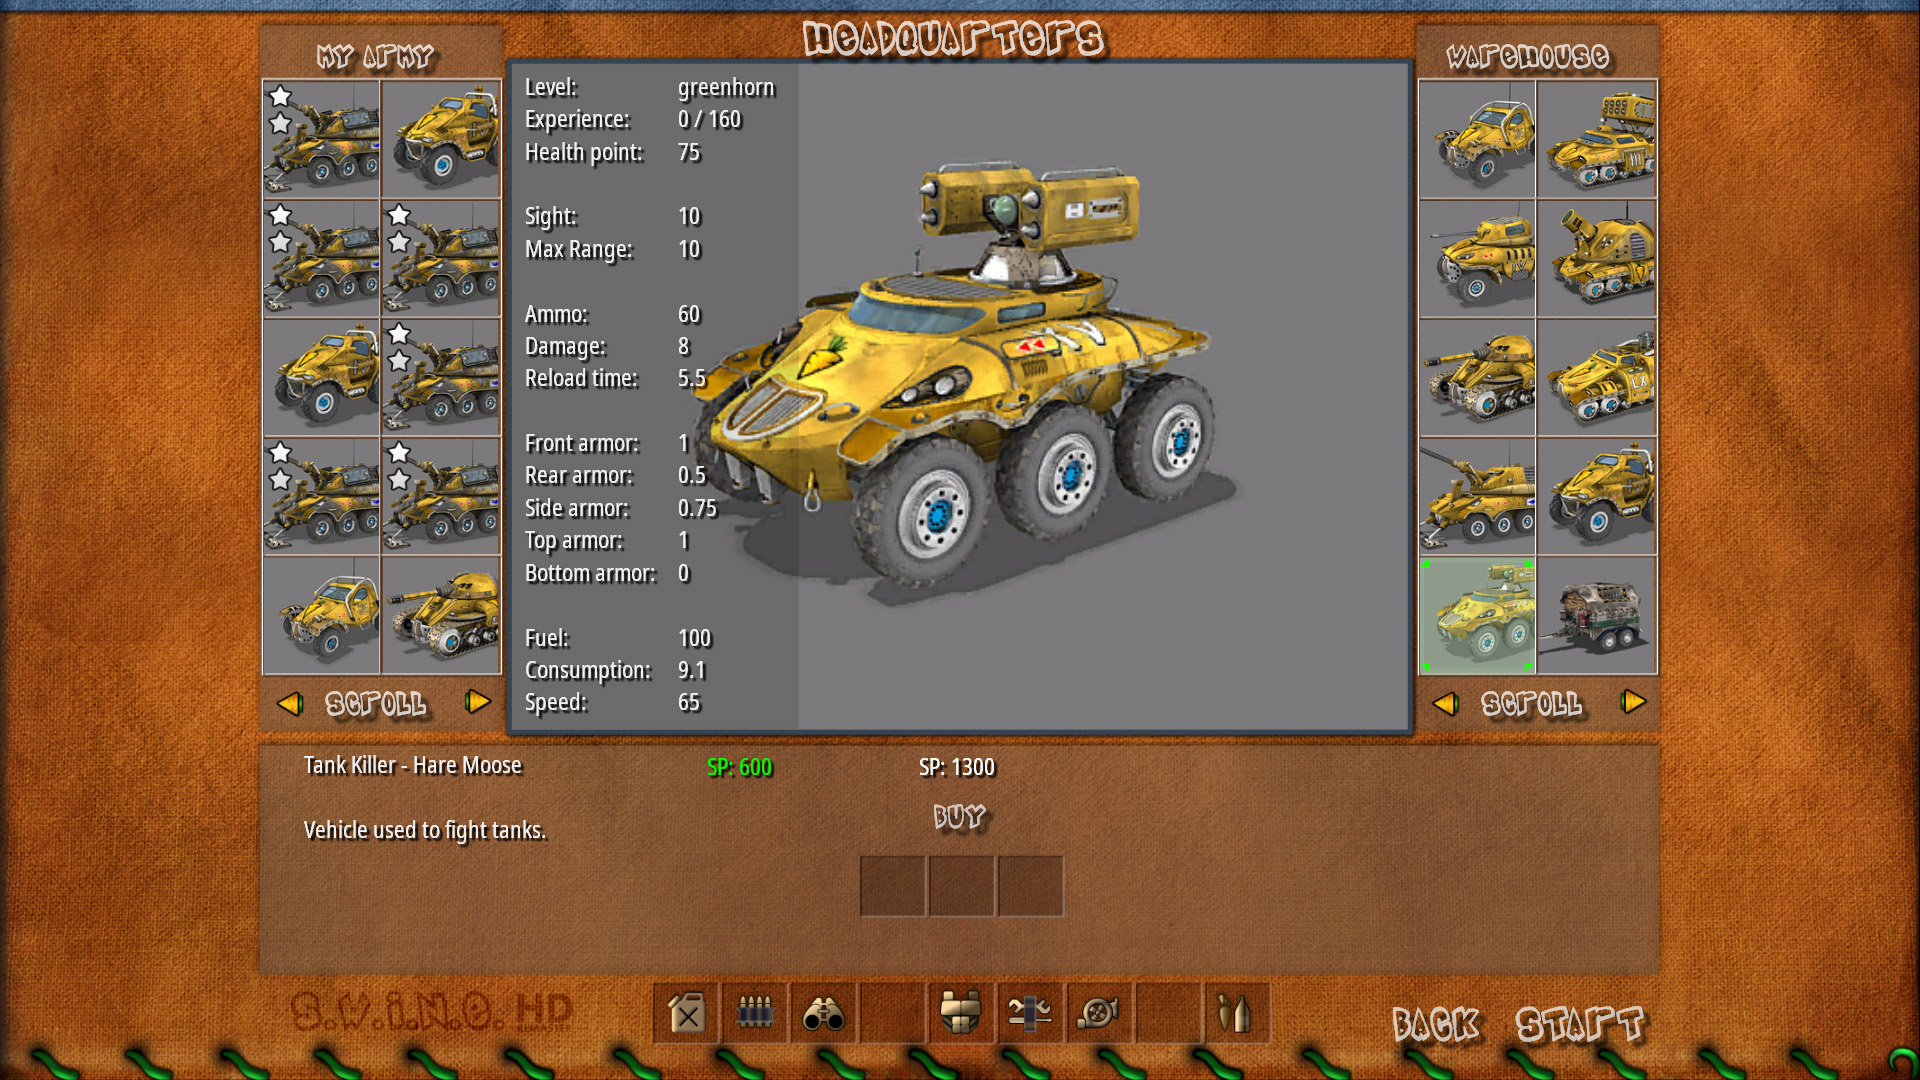 HEADQUARTERS
MY ARMY
WAREHOUSE
Level: greenhorn
Experience: 0 / 160
Health point: 75
Sight: 10
Max Range: 10
Ammo: 60
Damage: 8
Reload time: 5.5
Front armor: 1
Rear armor: 0.5
Side armor: 0.75
Top armor: 1
Bottom armor: 0
Fuel: 100
Consumption: 9.1
Speed: 65
SCROLL
SCROLL
Tank Killer - Hare Moose
SP: 600
SP: 1300
BUY
Vehicle used to fight tanks.
S.W.I.N.E. HD
BACK
START